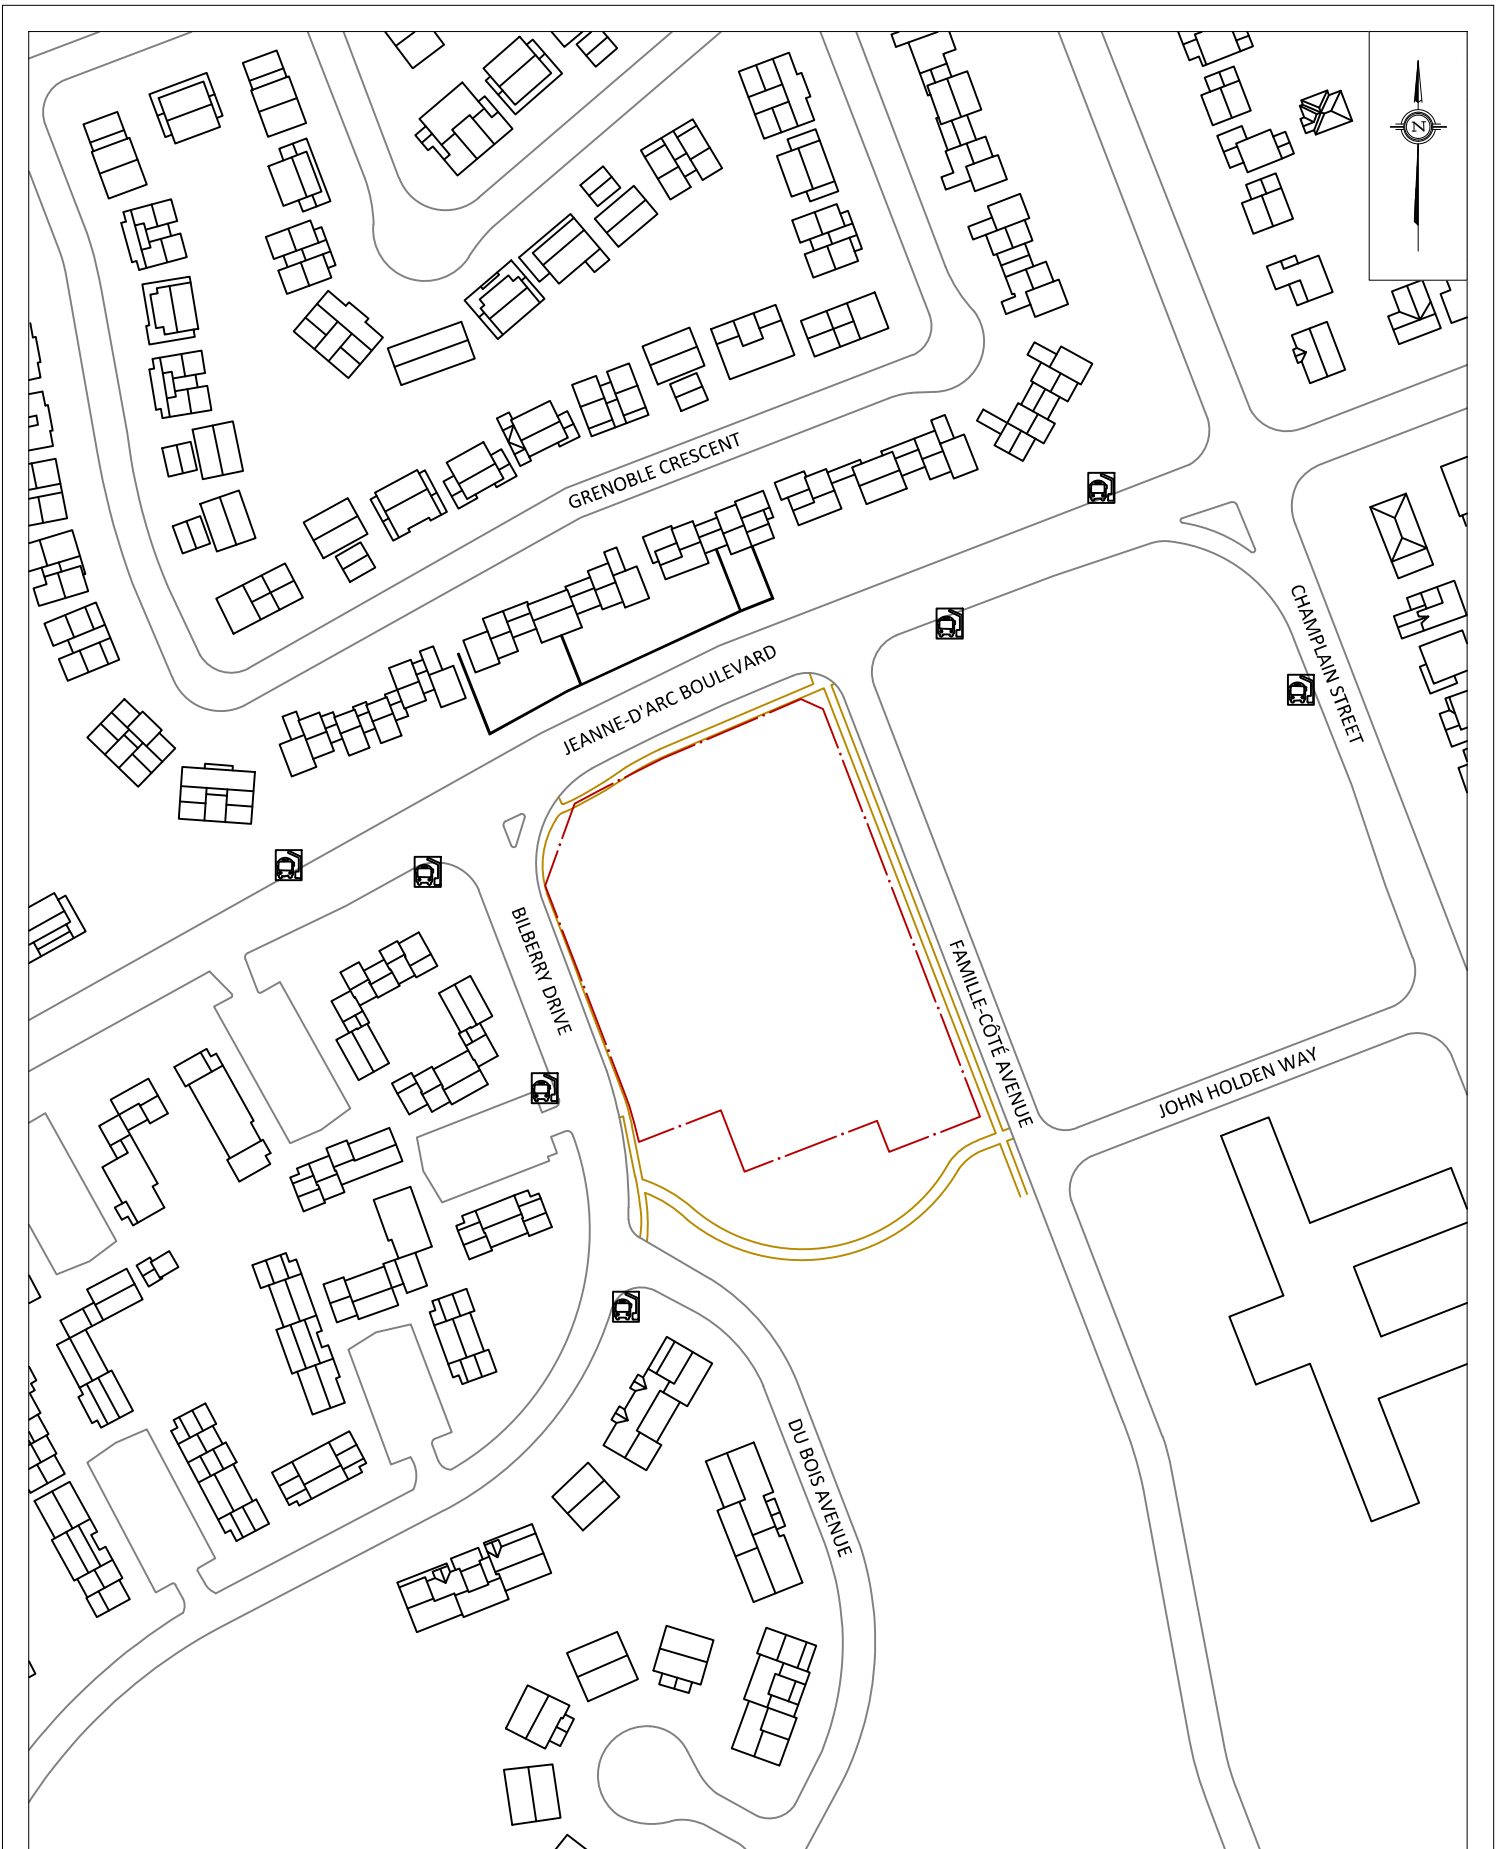 N
GRENOBLE CRESCENT
CHAMPLAIN STREET
JEANNE-D'ARC BOULEVARD
BILBERRY DRIVE
FAMILLE-CÔTÉ AVENUE
JOHN HOLDEN WAY
DU BOIS AVENUE